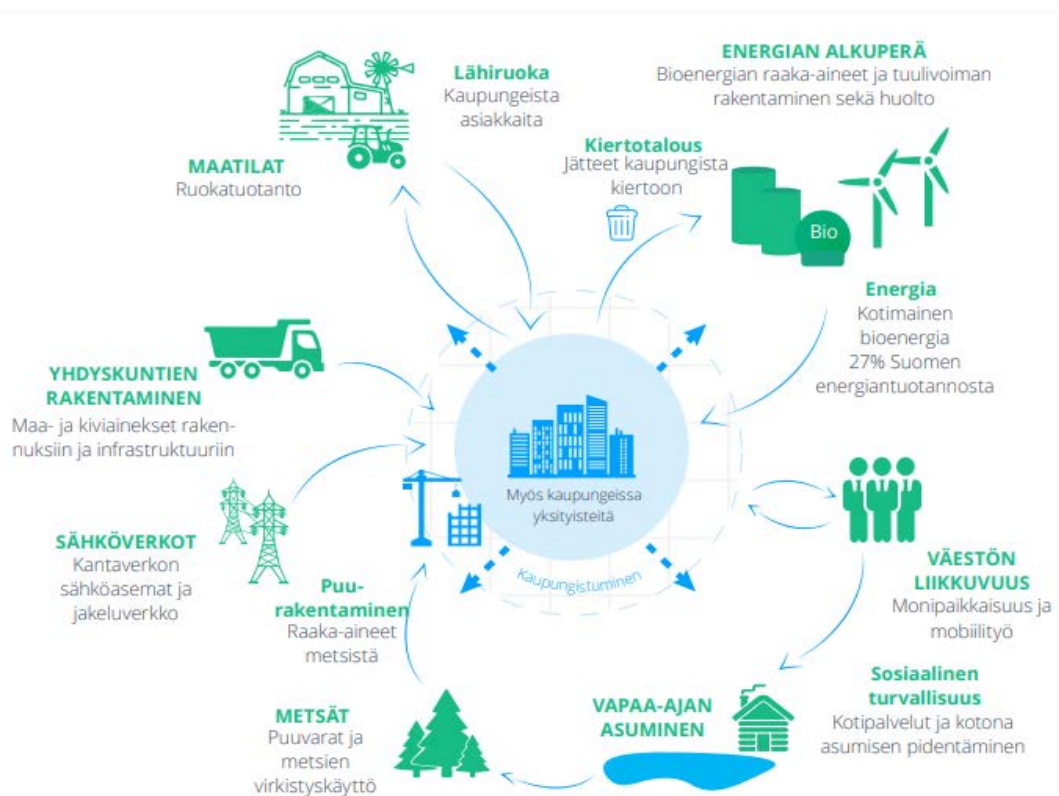 Lähiruoka
Kaupungeista
asiakkaita
MAATILAT
Ruokatuotanto
ENERGIAN ALKUPERÄ
Bioenergian raaka-aineet ja tuulivoiman
rakentaminen sekä huolto
Kiertotalous
Jätteet kaupungista
kiertoon
Bio
Energia
Kotimainen
bioenergia
27% Suomen
energiantuotannosta
YHDYSKUNTIEN
RAKENTAMINEN
Maa- ja kiviainekset raken-
nuksiin ja infrastruktuuriin
Myös kaupungeissa
yksityisteitä
Kaupungistuminen
SÄHKÖVERKOT
Kantaverkon
sähköasemat ja
jakeluverkko
VÄESTÖN
LIIKKUVUUS
Monipaikkaisuus ja
mobiilityö
Puu-
rakentaminen
Raaka-aineet
metsistä
Sosiaalinen
turvallisuus
Kotipalvelut ja kotona
asumisen pidentäminen
VAPAA-AJAN
ASUMINEN
METSÄT
Puuvarat ja
metsien
virkistyskäyttö